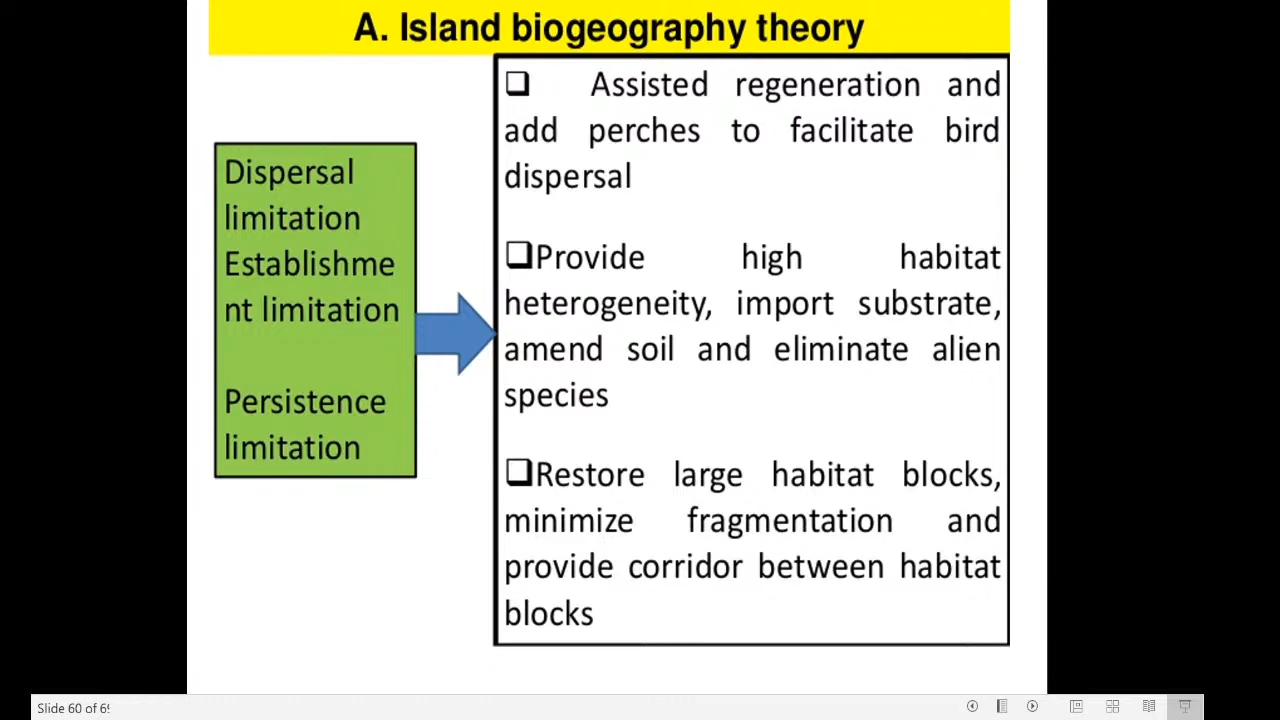 A. Island biogeography theory
Dispersal
limitation
Establishme
nt limitation
Persistence
limitation
❑ Assisted regeneration and
add perches to facilitate bird
dispersal
❑Provide high habitat
heterogeneity, import substrate,
amend soil and eliminate alien
species
❑Restore large habitat blocks,
minimize fragmentation and
provide corridor between habitat
blocks
Slide 60 of